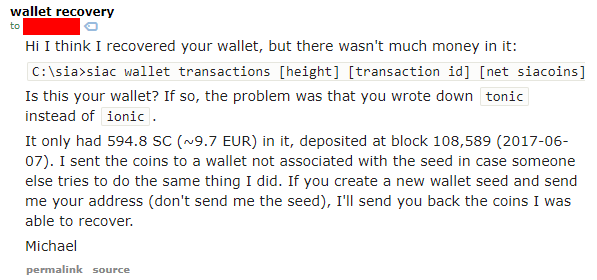 wallet recovery
to
Hi I think I recovered your wallet, but there wasn't much money in it:
C:\sia>siac wallet transactions [height] [transaction id] [net siacoins]
Is this your wallet? If so, the problem was that you wrote down tonic
instead of ionic .
It only had 594.8 SC (~9.7 EUR) in it, deposited at block 108,589 (2017-06-
07). I sent the coins to a wallet not associated with the seed in case someone
else tries to do the same thing I did. If you create a new wallet seed and send
me your address (don't send me the seed), I'll send you back the coins I was
able to recover.
Michael
permalink source